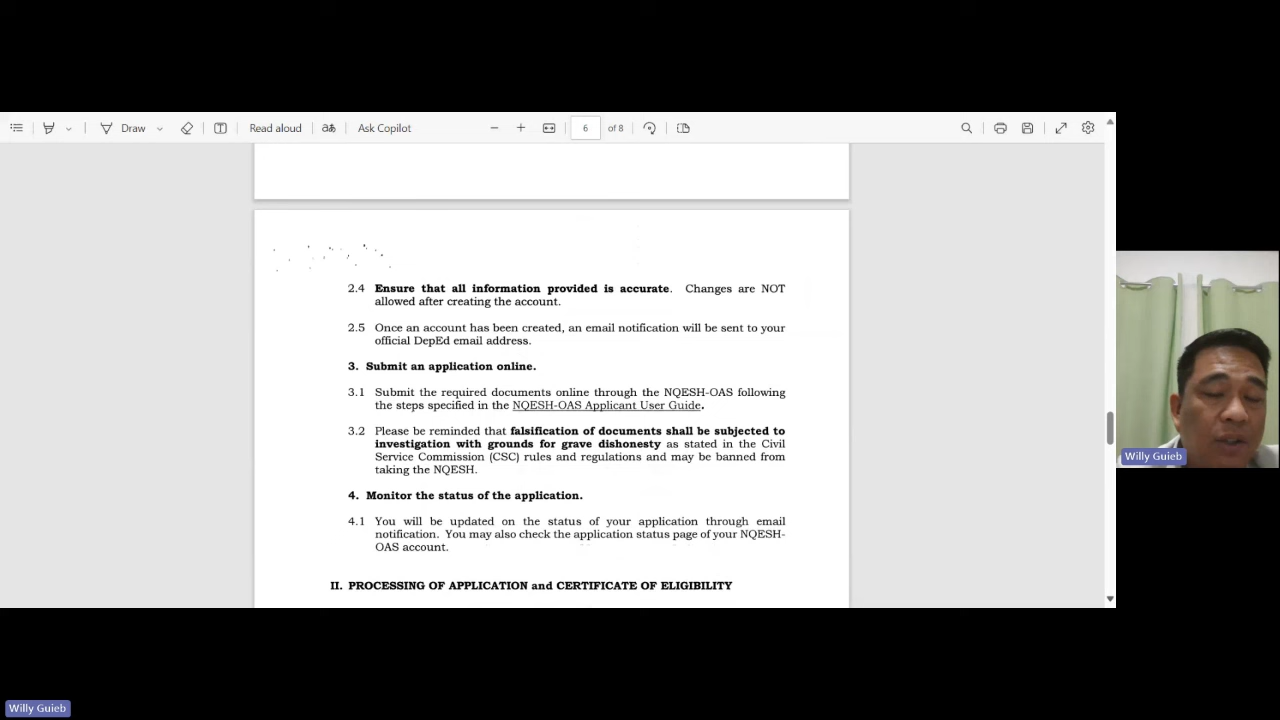 Draw
Read aloud
Ask Copilot
6
of 8
2.4 Ensure that all information provided is accurate. Changes are NOT
allowed after creating the account.
2.5 Once an account has been created, an email notification will be sent to your
official DepEd email address.
3. Submit an application online.
3.1 Submit the required documents online through the NQESH-OAS following
the steps specified in the NQESH-OAS Applicant User Guide.
3.2 Please be reminded that falsification of documents shall be subjected to
investigation with grounds for grave dishonesty as stated in the Civil
Service Commission (CSC) rules and regulations and may be banned from
taking the NQESH.
4. Monitor the status of the application.
4.1 You will be updated on the status of your application through email
notification. You may also check the application status page of your NQESH-
OAS account.
II. PROCESSING OF APPLICATION and CERTIFICATE OF ELIGIBILITY
Willy Guieb
Willy Guieb